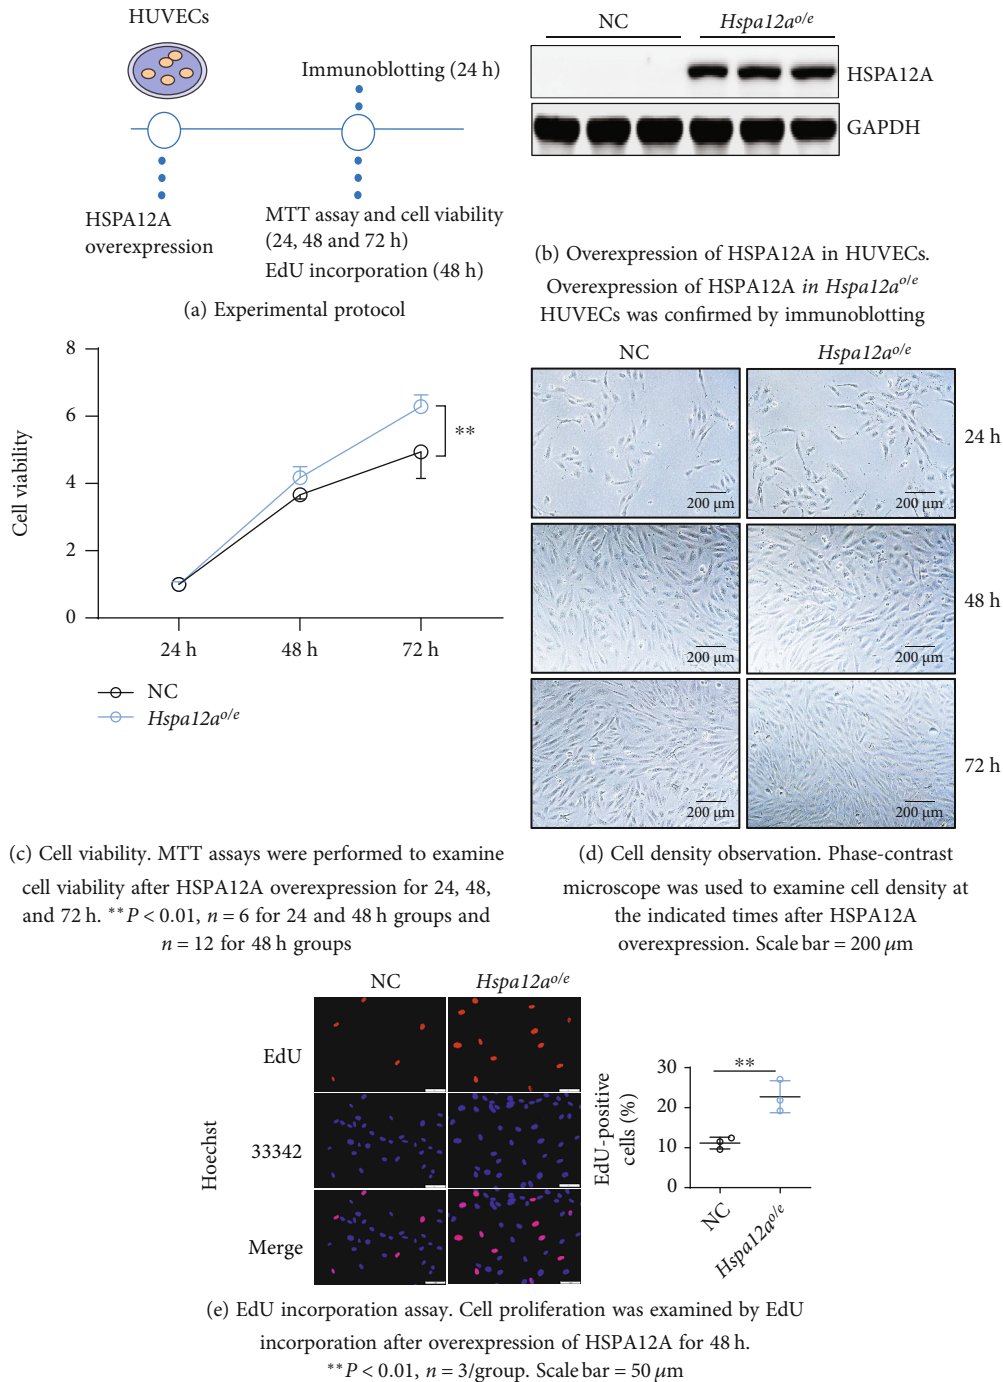 HUVECs
Immunoblotting (24 h)
HSPA12A
overexpression
MTT assay and cell viability
(24, 48 and 72 h)
EdU incorporation (48 h)
(a) Experimental protocol
NC
Hspa12a^o/e
HSPA12A
GAPDH
(b) Overexpression of HSPA12A in HUVECs.
Overexpression of HSPA12A in Hspa12a^o/e
HUVECs was confirmed by immunoblotting
8
6
4
2
0
Cell viability
**
24 h
48 h
72 h
NC
Hspa12a^o/e
(c) Cell viability. MTT assays were performed to examine
cell viability after HSPA12A overexpression for 24, 48,
and 72 h. **P < 0.01, n = 6 for 24 and 48 h groups and
n = 12 for 48 h groups
NC
Hspa12a^o/e
200 μm
200 μm
24 h
200 μm
200 μm
48 h
200 μm
200 μm
72 h
(d) Cell density observation. Phase-contrast
microscope was used to examine cell density at
the indicated times after HSPA12A
overexpression. Scale bar = 200 μm
NC
Hspa12a^o/e
EdU
Hoechst
33342
Merge
EdU-positive
cells (%)
30
20
10
0
**
NC
Hspa12a^o/e
(e) EdU incorporation assay. Cell proliferation was examined by EdU
incorporation after overexpression of HSPA12A for 48 h.
**P < 0.01, n = 3/group. Scale bar = 50 μm